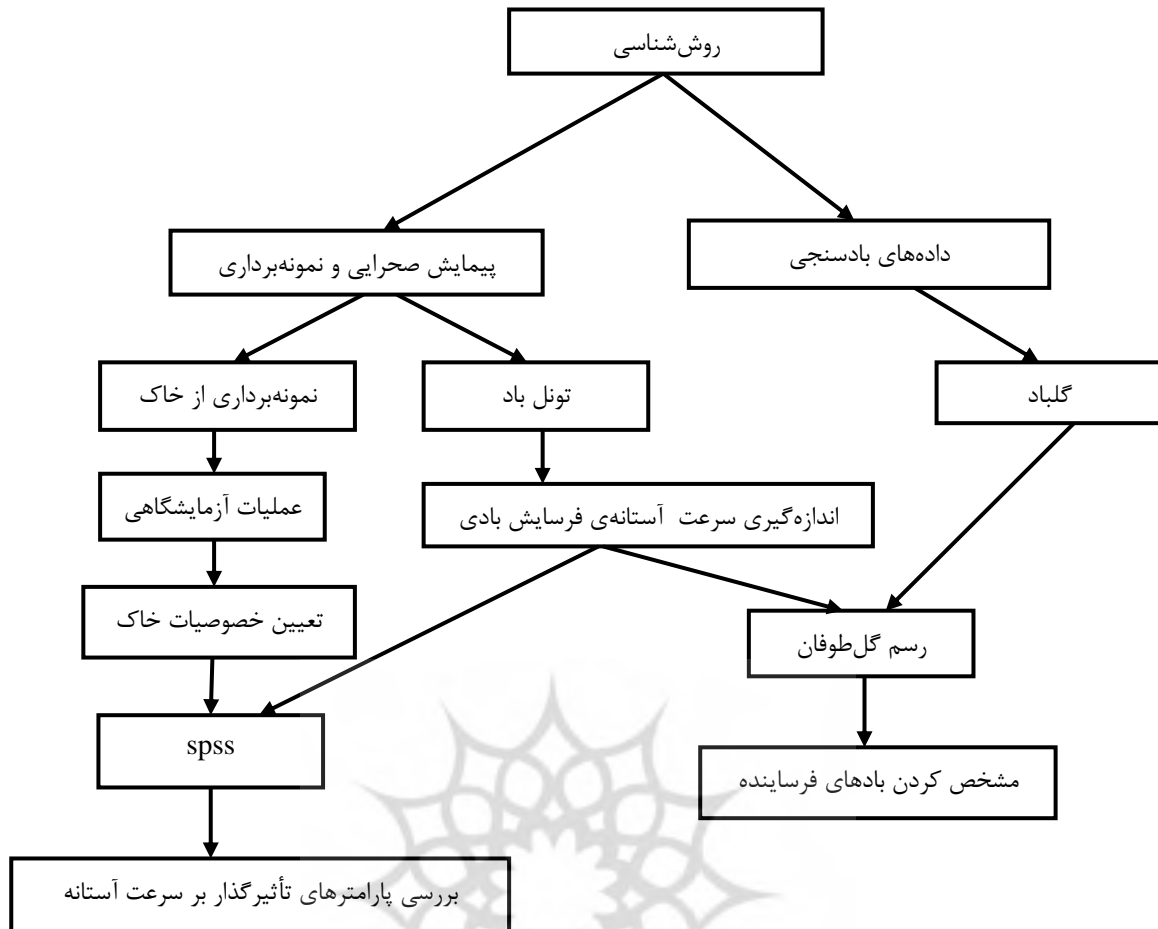 روش‌شناسی
داده‌های بادسنجی
پیمایش صحرایی و نمونه‌برداری
گلباد
تونل باد
نمونه‌برداری از خاک
عملیات آزمایشگاهی
اندازه‌گیری سرعت آستانه‌ی فرسایش بادی
تعیین خصوصیات خاک
رسم گل‌طوفان
spss
مشخص کردن بادهای فرساینده
بررسی پارامترهای تأثیرگذار بر سرعت آستانه